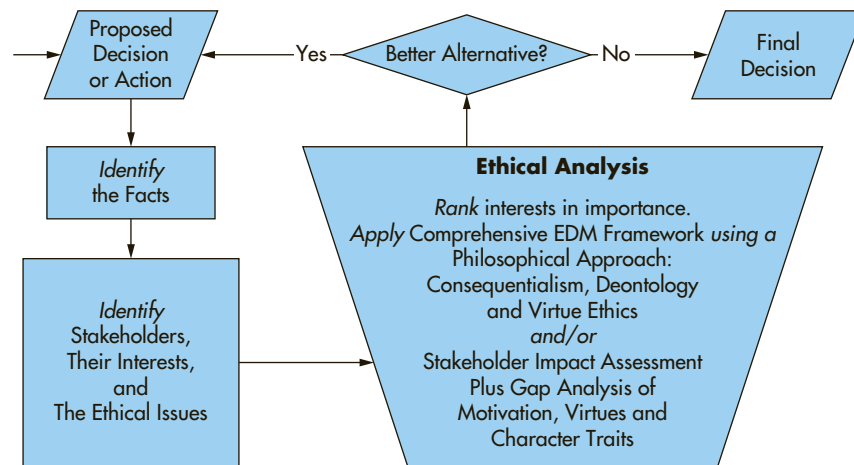 Proposed
Decision
or Action
Yes
Better Alternative?
No
Final
Decision
Identify
the Facts
Identify
Stakeholders,
Their Interests,
and
The Ethical Issues
Ethical Analysis
Rank interests in importance.
Apply Comprehensive EDM Framework using a
Philosophical Approach:
Consequentialism, Deontology
and Virtue Ethics
and/or
Stakeholder Impact Assessment
Plus Gap Analysis of
Motivation, Virtues and
Character Traits